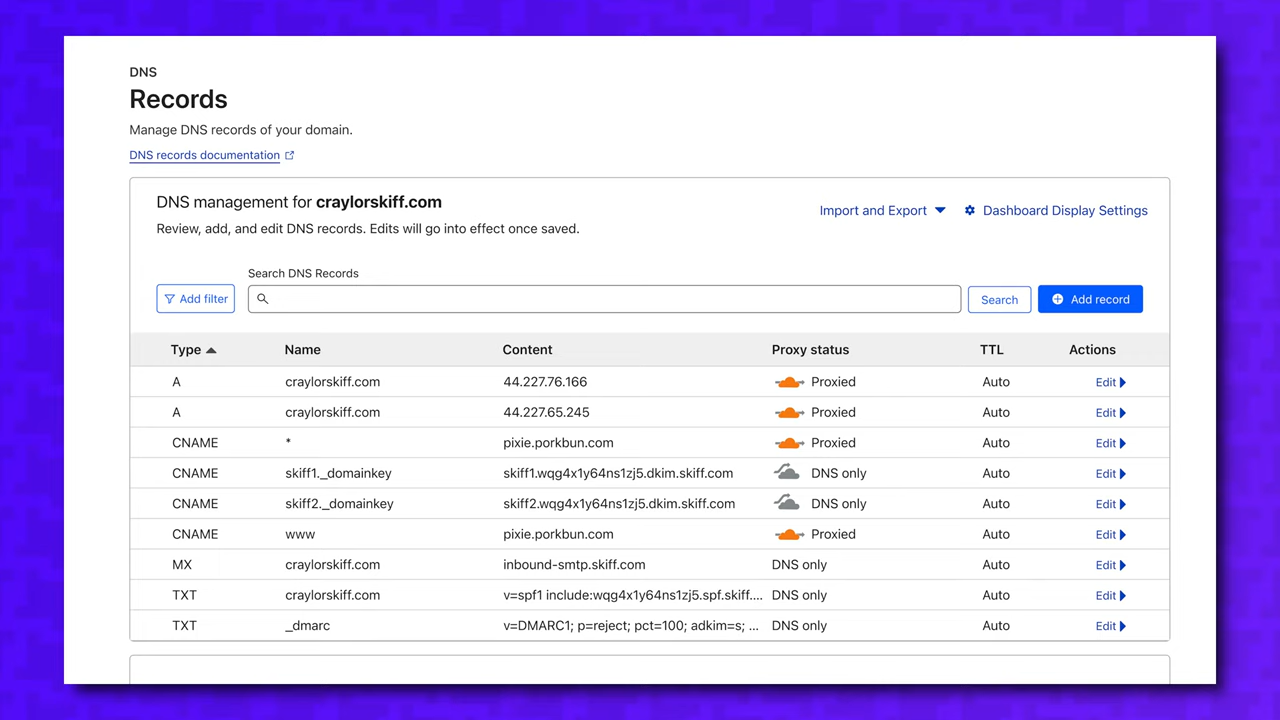 DNS
Records
Manage DNS records of your domain.
DNS records documentation
DNS management for craylorskiff.com
Import and Export
Dashboard Display Settings
Review, add, and edit DNS records. Edits will go into effect once saved.
Search DNS Records
Add filter
Search
Add record
Type Name Content Proxy status TTL Actions
A craylorskiff.com 44.227.76.166 Proxied Auto Edit
A craylorskiff.com 44.227.65.245 Proxied Auto Edit
CNAME * pixie.porkbun.com Proxied Auto Edit
CNAME skiff1._domainkey skiff1.wqg4x1y64ns1zj5.dkim.skiff.com DNS only Auto Edit
CNAME skiff2._domainkey skiff2.wqg4x1y64ns1zj5.dkim.skiff.com DNS only Auto Edit
CNAME www pixie.porkbun.com Proxied Auto Edit
MX craylorskiff.com inbound-smtp.skiff.com DNS only Auto Edit
TXT craylorskiff.com v=spf1 include:wqg4x1y64ns1zj5.spf.skiff.... DNS only Auto Edit
TXT _dmarc v=DMARC1; p=reject; pct=100; adkim=s; ... DNS only Auto Edit